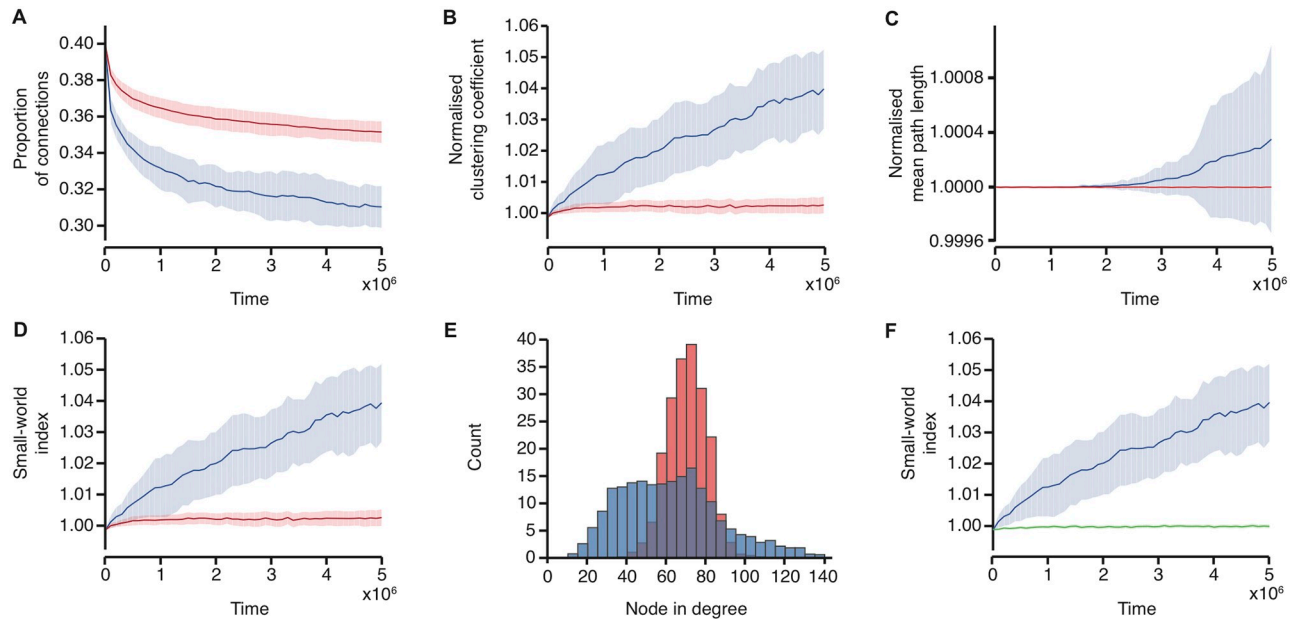 A
Proportion
of connections
0.40
0.38
0.36
0.34
0.32
0.30
0 1 2 3 4 5
x10⁶
Time
B
Normalised
clustering coefficient
1.06
1.05
1.04
1.03
1.02
1.01
1.00
0 1 2 3 4 5
x10⁶
Time
C
Normalised
mean path length
1.0008
1.0004
1.0000
0.9996
0 1 2 3 4 5
x10⁶
Time
D
Small-world
index
1.06
1.05
1.04
1.03
1.02
1.01
1.00
0 1 2 3 4 5
x10⁶
Time
E
Count
40
35
30
25
20
15
10
5
0
0 20 40 60 80 100 120 140
Node in degree
F
Small-world
index
1.06
1.05
1.04
1.03
1.02
1.01
1.00
0 1 2 3 4 5
x10⁶
Time